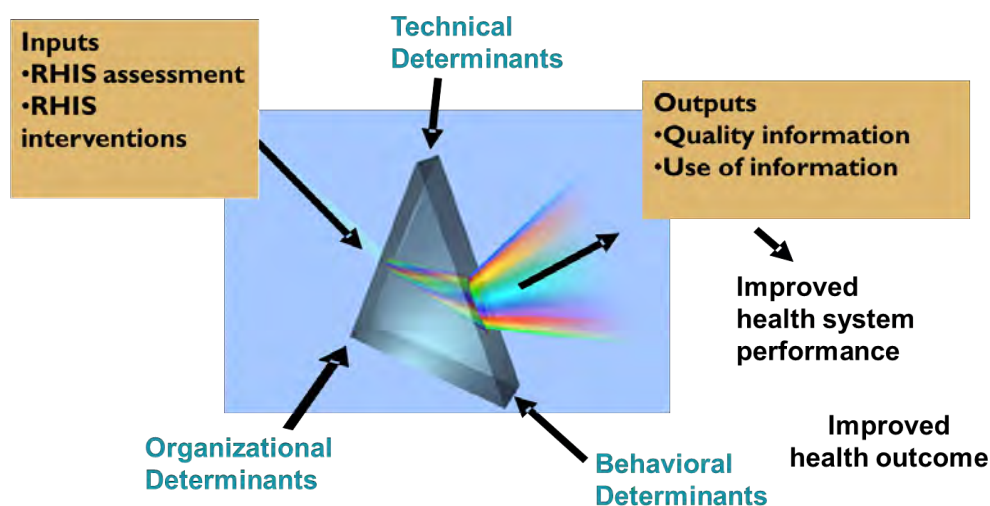 Inputs
•RHIS assessment
•RHIS
interventions
Technical
Determinants
Outputs
•Quality information
•Use of information
Improved
health system
performance
Improved
health outcome
Organizational
Determinants
Behavioral
Determinants